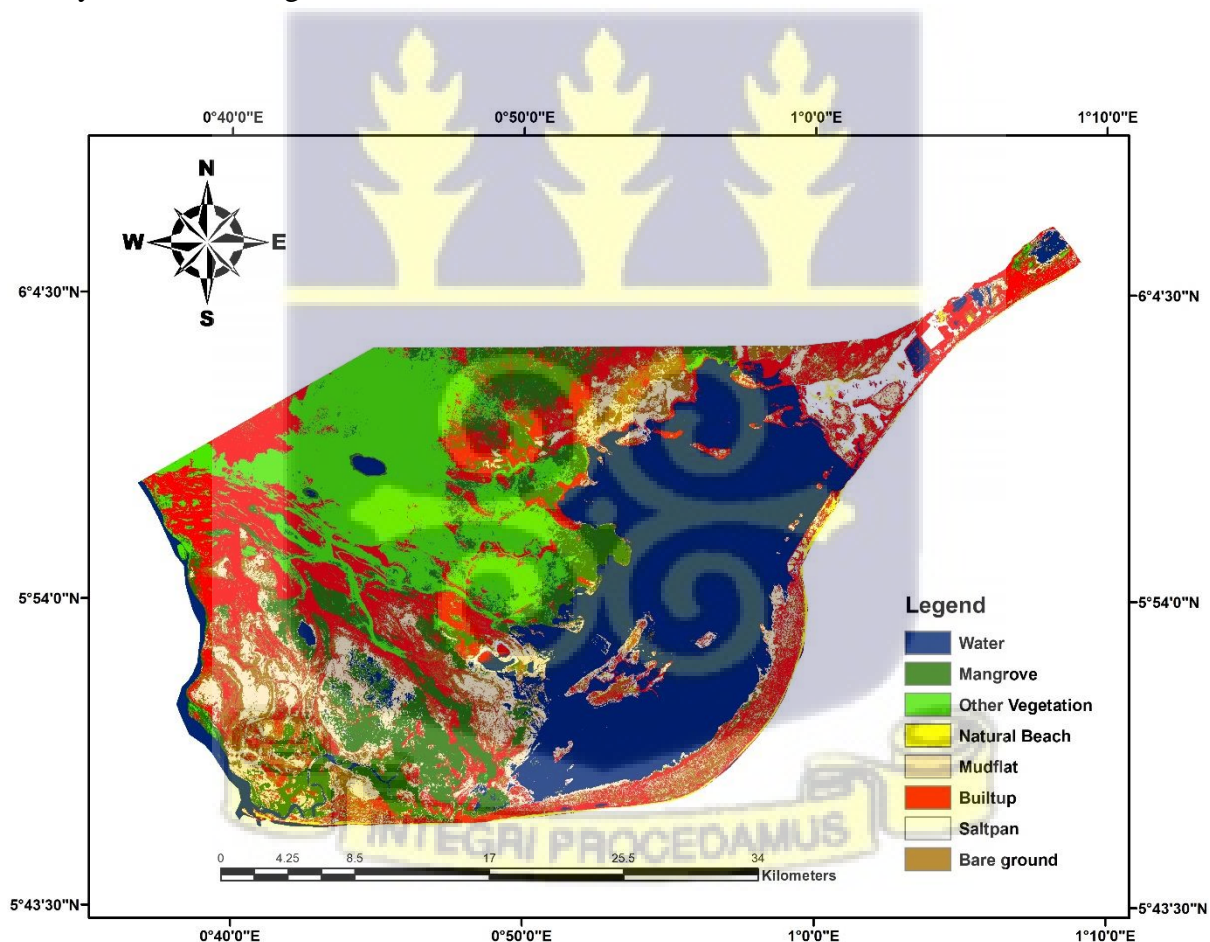 0°40'0"E 0°50'0"E 1°0'0"E 1°10'0"E
N
W E
S
6°4'30"N 6°4'30"N
5°54'0"N 5°54'0"N
Legend
Water
Mangrove
Other Vegetation
Natural Beach
Mudflat
Builtup
Saltpan
Bare ground
INTEGRI PROCEDAMUS
0 4.25 8.5 17 25.5 34
Kilometers
5°43'30"N 5°43'30"N
0°40'0"E 0°50'0"E 1°0'0"E 1°10'0"E